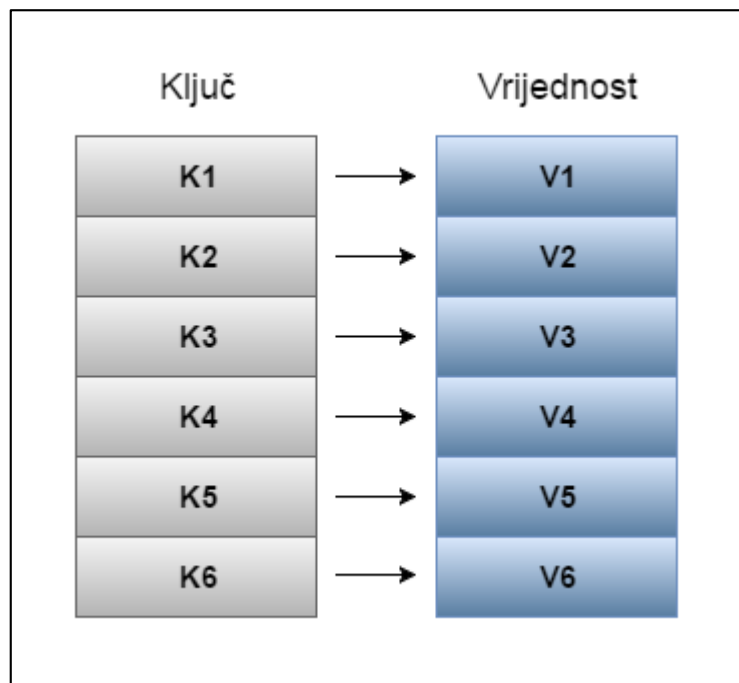 Ključ Vrijednost
K1 V1
K2 V2
K3 V3
K4 V4
K5 V5
K6 V6